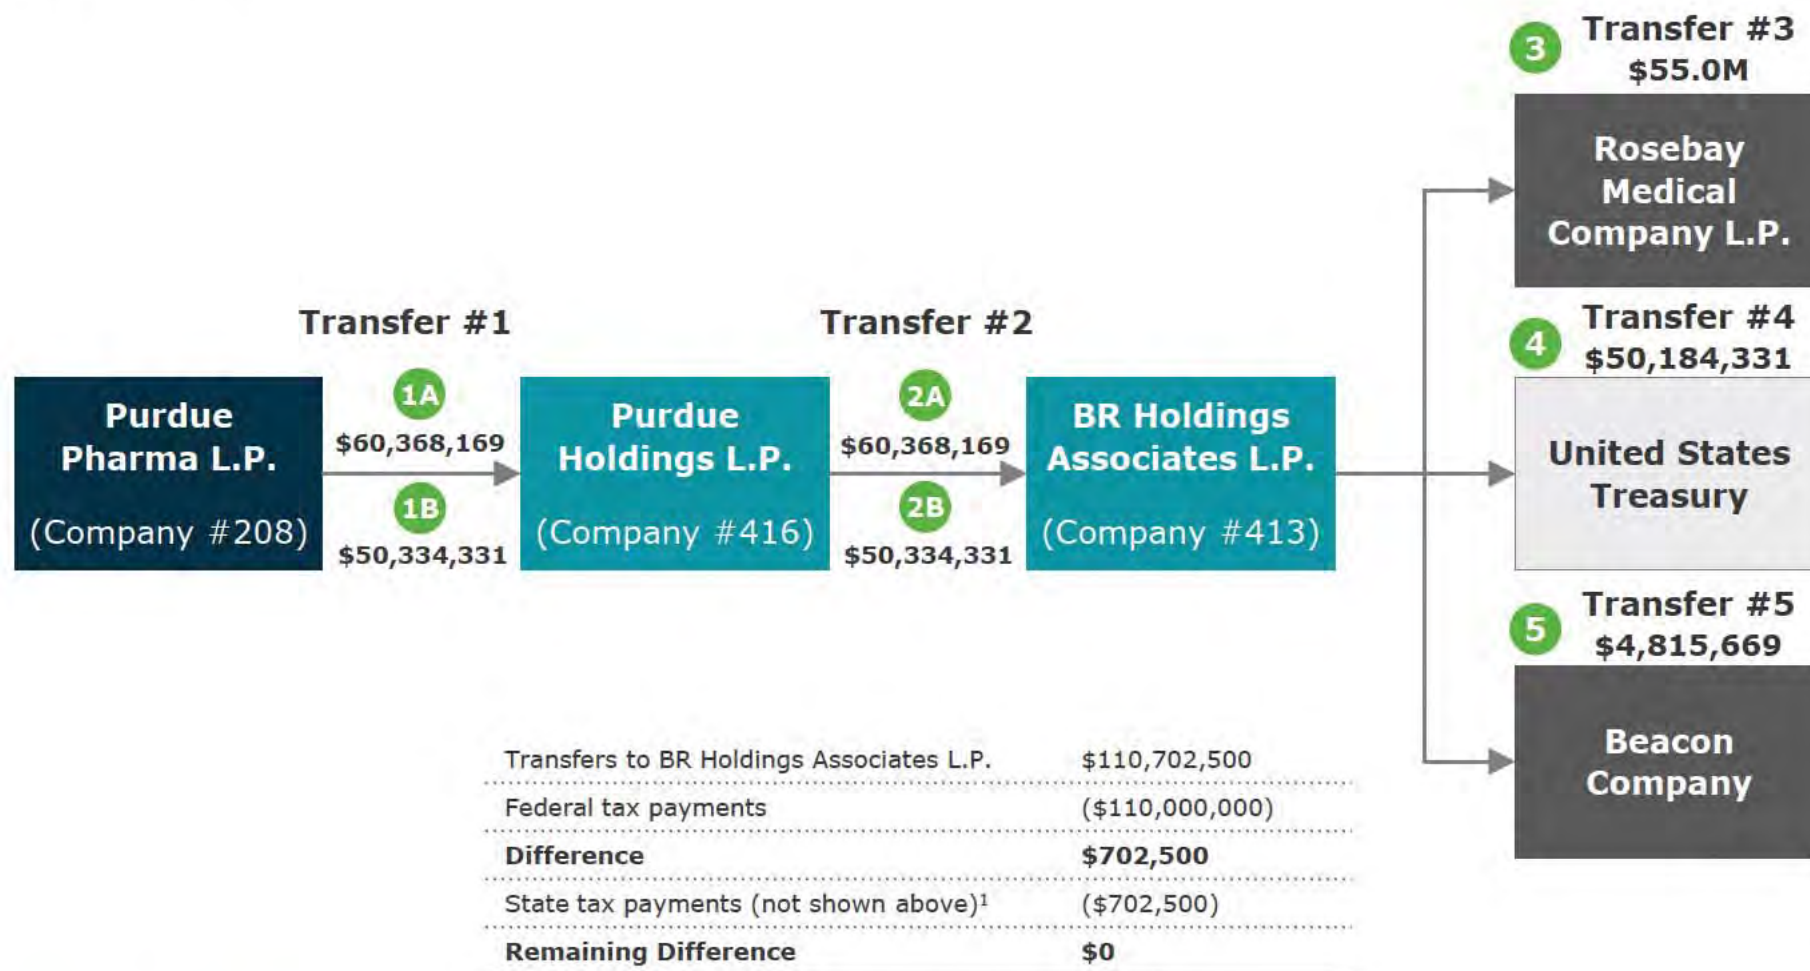 3
Transfer #3
$55.0M
Rosebay
Medical
Company L.P.
Transfer #1
Transfer #2
4
Transfer #4
$50,184,331
Purdue
Pharma L.P.
(Company #208)
1A
$60,368,169
1B
$50,334,331
Purdue
Holdings L.P.
(Company #416)
2A
$60,368,169
2B
$50,334,331
BR Holdings
Associates L.P.
(Company #413)
United States
Treasury
5
Transfer #5
$4,815,669
Beacon
Company
Transfers to BR Holdings Associates L.P. $110,702,500
Federal tax payments ($110,000,000)
Difference $702,500
State tax payments (not shown above)¹ ($702,500)
Remaining Difference $0